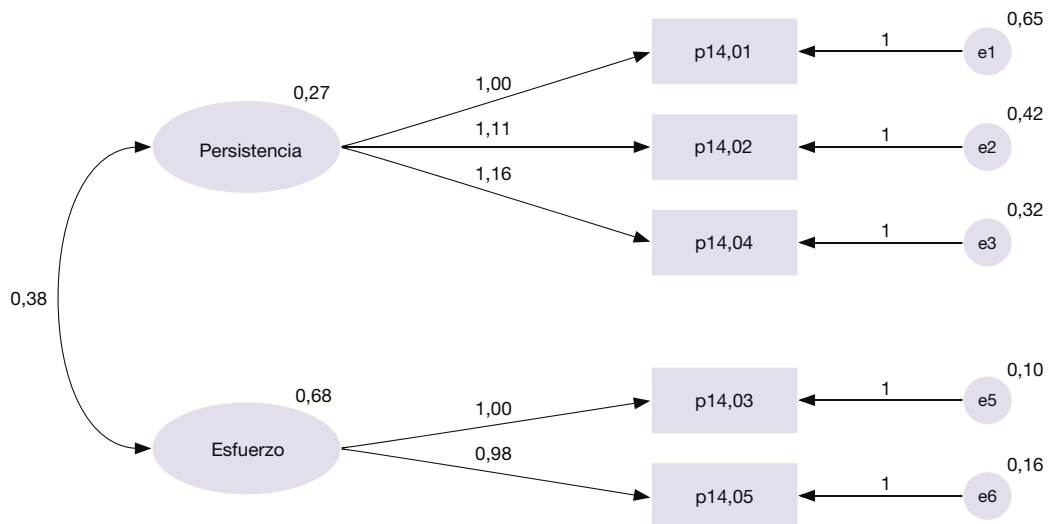 0,65
p14,01
1
e1
1,00
0,27
0,42
Persistencia
1,11
p14,02
1
e2
1,16
0,32
p14,04
1
e3
0,38
0,68
0,10
Esfuerzo
1,00
p14,03
1
e5
0,98
0,16
p14,05
1
e6